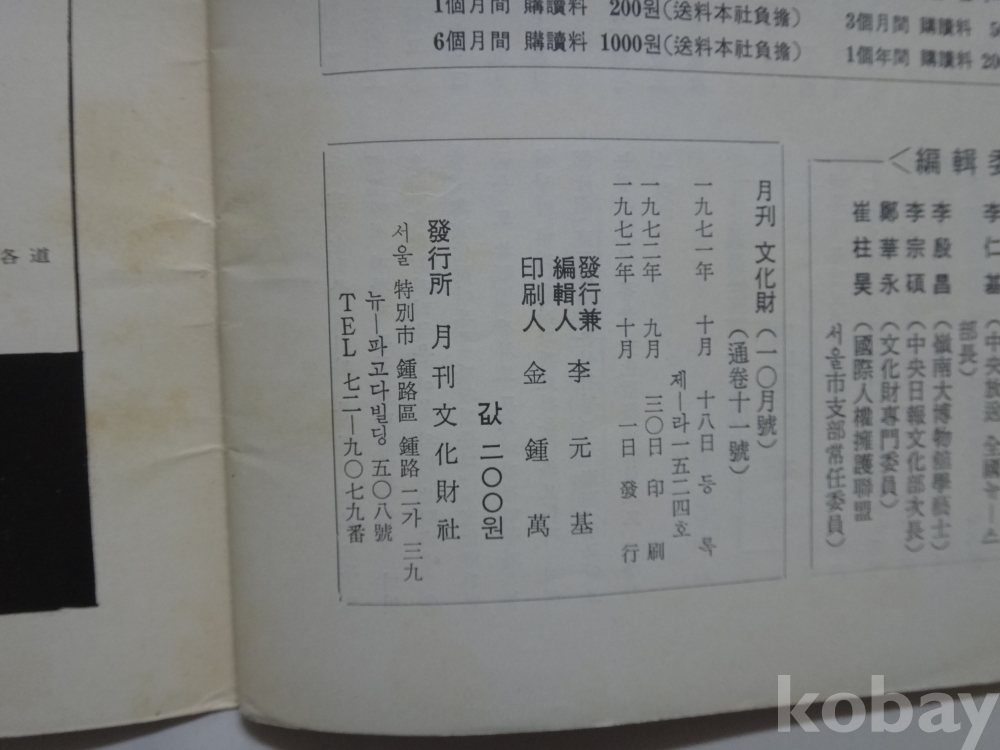 1個月間 購讀料 200원(送料本社負擔)
3個月間 購讀料
6個月間 購讀料 1000원(送料本社負擔)
1個年間 購讀料
各道
月刊 文化財 (一〇月號)
(通卷十一號)
一九七一年 十月 十八日 등록
제—라一五二四호
一九七二年 九月 三〇日 印刷
一九七二年 十月 一日 發行
發行兼
編輯人 李元基
印刷人 金鍾萬
값 二〇〇원
發行所 月刊文化財社
서울 特別市 鍾路區 鍾路 二가 三九
뉴—파고다빌딩 五〇八號
TEL 七二—九〇七九番
<編輯
李仁基
部長)
李殷昌 (嶺南大博物館學藝士)
李宗碩 (中央日報文化部次長)
鄭華永 (文化財專門委員)
崔柱昊 (國際人權擁護聯盟
서울市支部常任委員)
kobay